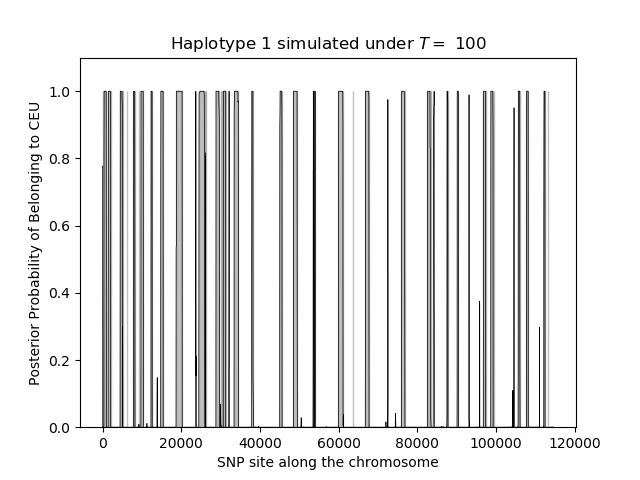 Haplotype 1 simulated under T = 100
Posterior Probability of Belonging to CEU
1.0
0.8
0.6
0.4
0.2
0.0
0 20000 40000 60000 80000 100000 120000
SNP site along the chromosome